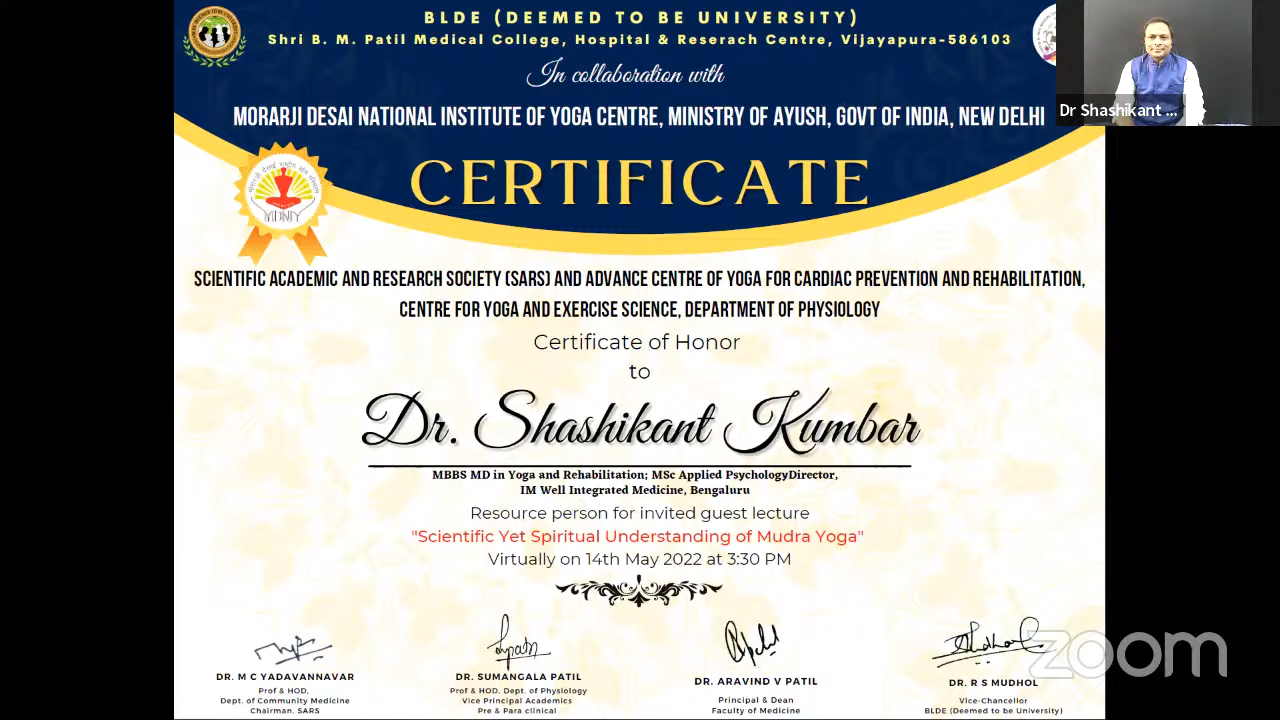 BLDE (DEEMED TO BE UNIVERSITY)
Shri B. M. Patil Medical College, Hospital & Reserach Centre, Vijayapura-586103
In collaboration with
MORARJI DESAI NATIONAL INSTITUTE OF YOGA CENTRE, MINISTRY OF AYUSH, GOVT OF INDIA, NEW DELHI
Dr Shashikant ...
CERTIFICATE
MDNIY
SCIENTIFIC ACADEMIC AND RESEARCH SOCIETY (SARS) AND ADVANCE CENTRE OF YOGA FOR CARDIAC PREVENTION AND REHABILITATION,
CENTRE FOR YOGA AND EXERCISE SCIENCE, DEPARTMENT OF PHYSIOLOGY
Certificate of Honor
to
Dr. Shashikant Kumbar
MBBS MD in Yoga and Rehabilitation; MSc Applied PsychologyDirector,
IM Well Integrated Medicine, Bengaluru
Resource person for invited guest lecture
"Scientific Yet Spiritual Understanding of Mudra Yoga"
Virtually on 14th May 2022 at 3:30 PM
DR. M C YADAVANNAVAR
Prof & HOD,
Dept. of Community Medicine
Chairman, SARS
DR. SUMANGALA PATIL
Prof & HOD, Dept. of Physiology
Vice Principal Academics
Pre & Para clinical
DR. ARAVIND V PATIL
Principal & Dean
Faculty of Medicine
DR. R S MUDHOL
Vice-Chancellor
BLDE (Deemed to be University)
zoom